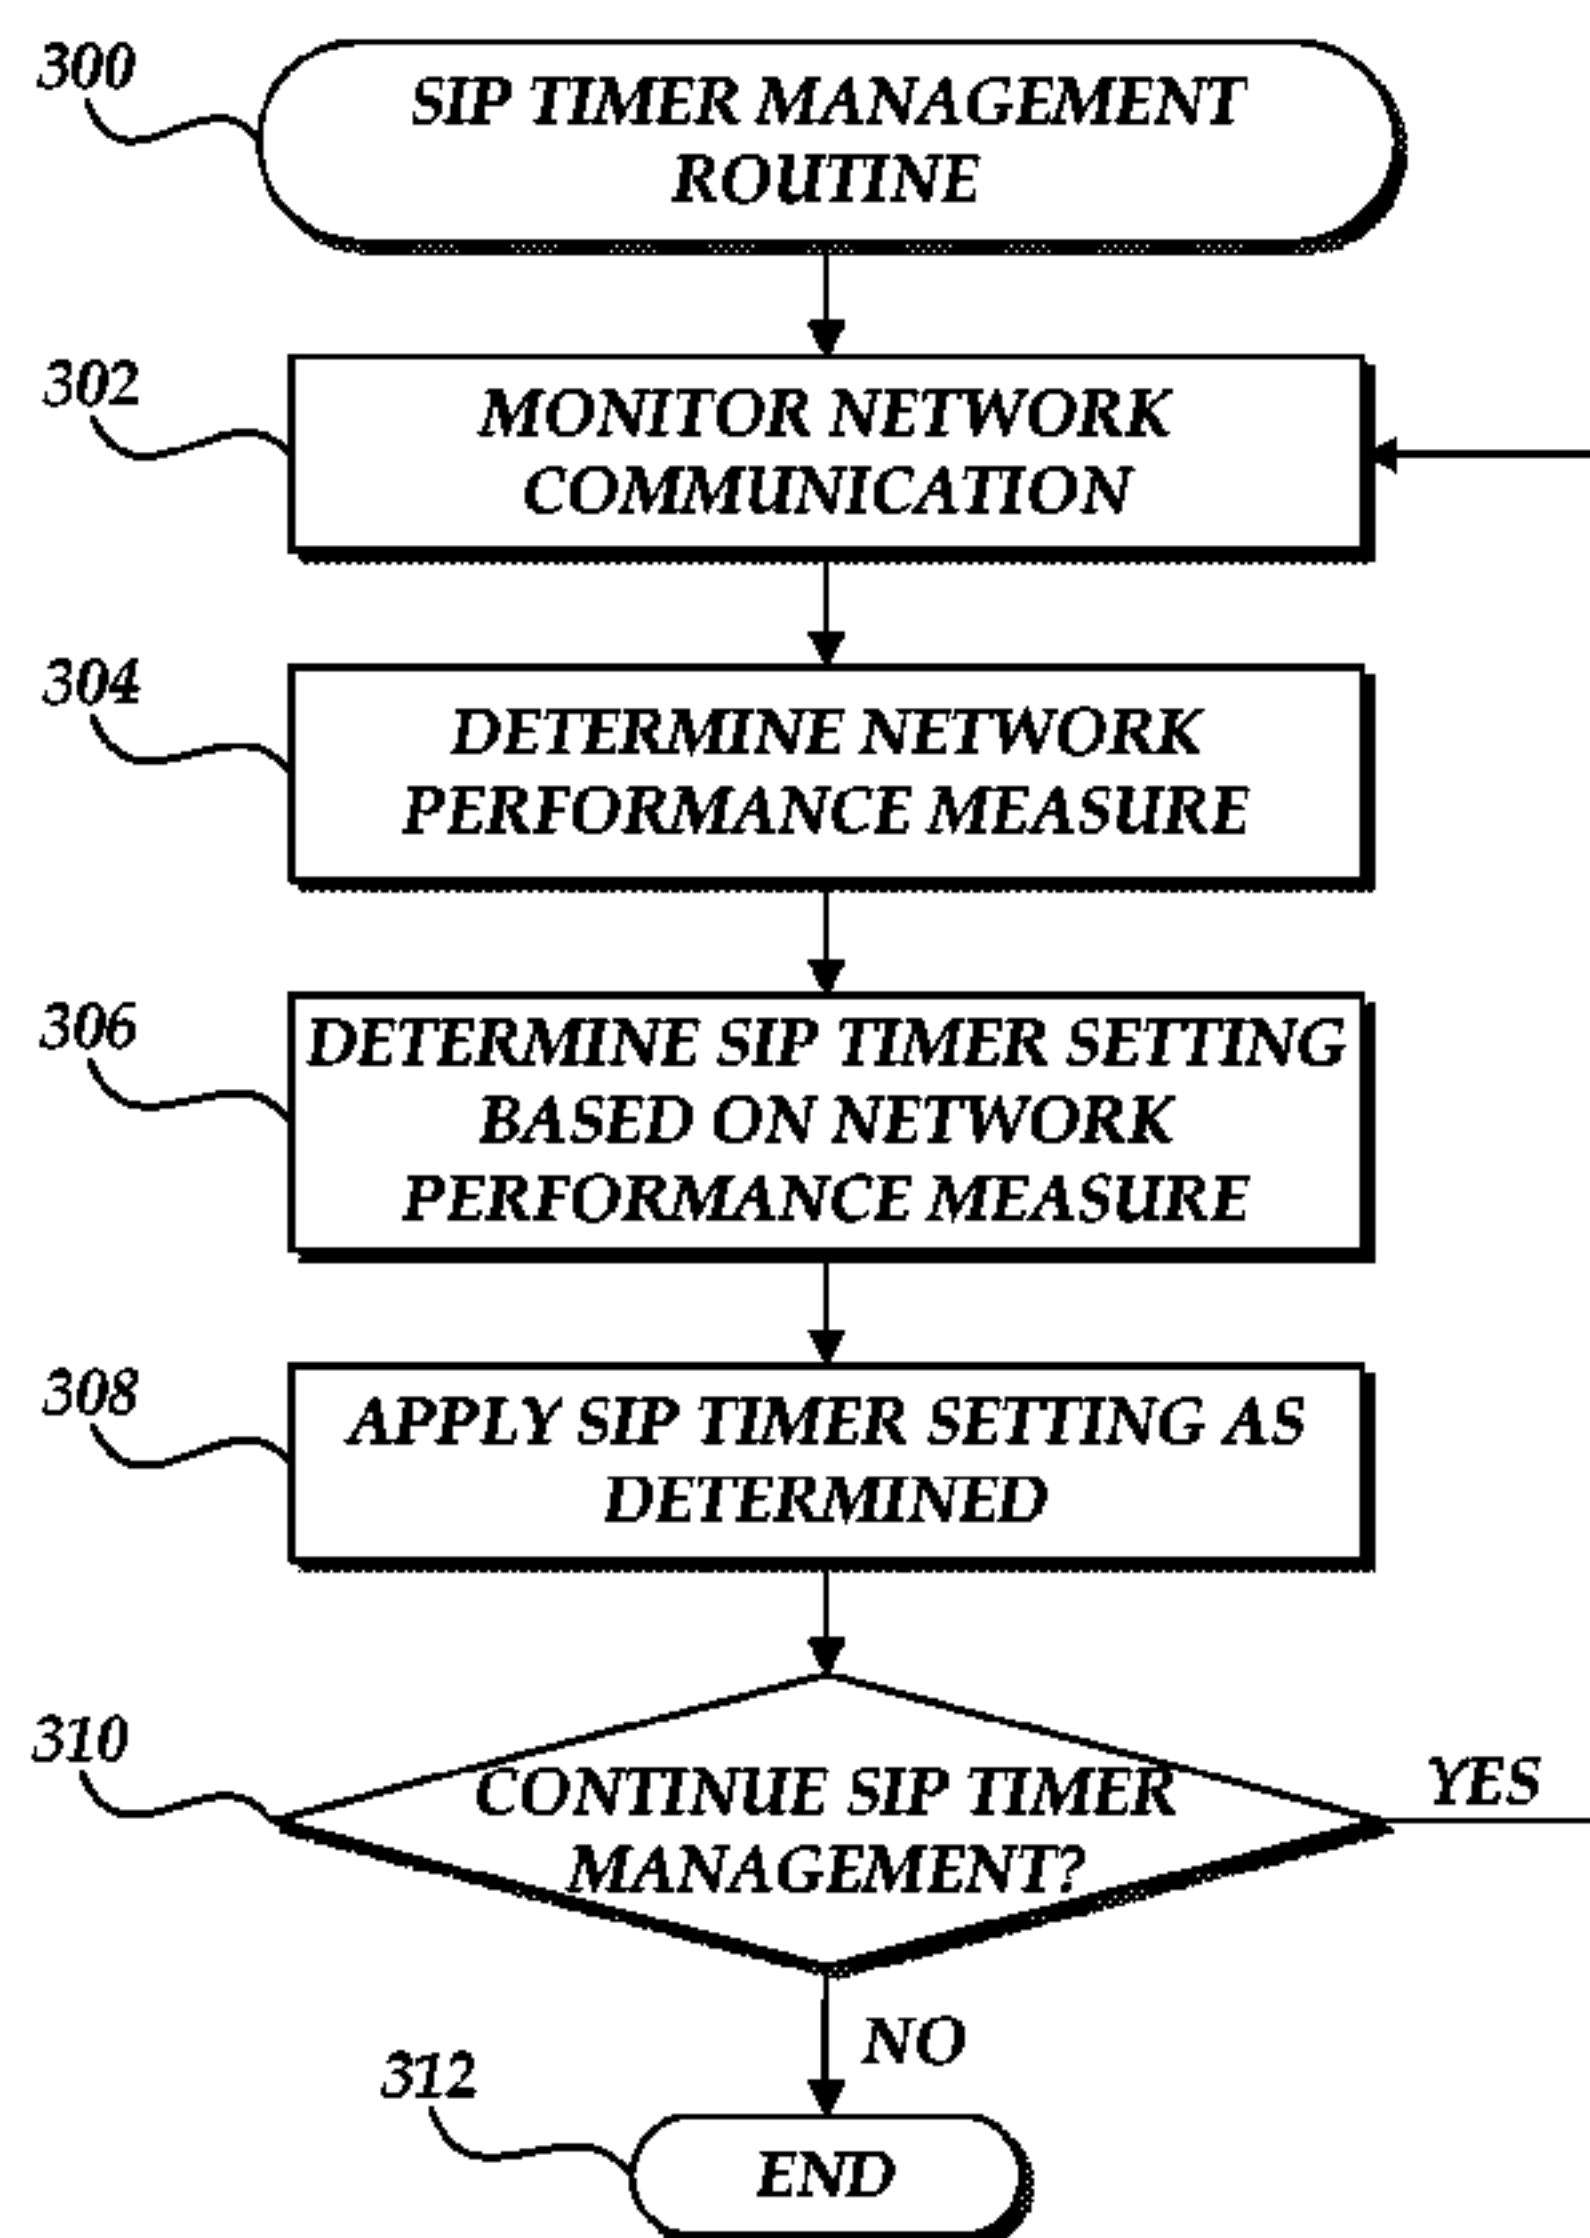 300
SIP TIMER MANAGEMENT
ROUTINE
302
MONITOR NETWORK
COMMUNICATION
304
DETERMINE NETWORK
PERFORMANCE MEASURE
306
DETERMINE SIP TIMER SETTING
BASED ON NETWORK
PERFORMANCE MEASURE
308
APPLY SIP TIMER SETTING AS
DETERMINED
310
CONTINUE SIP TIMER
MANAGEMENT?
YES
NO
312
END